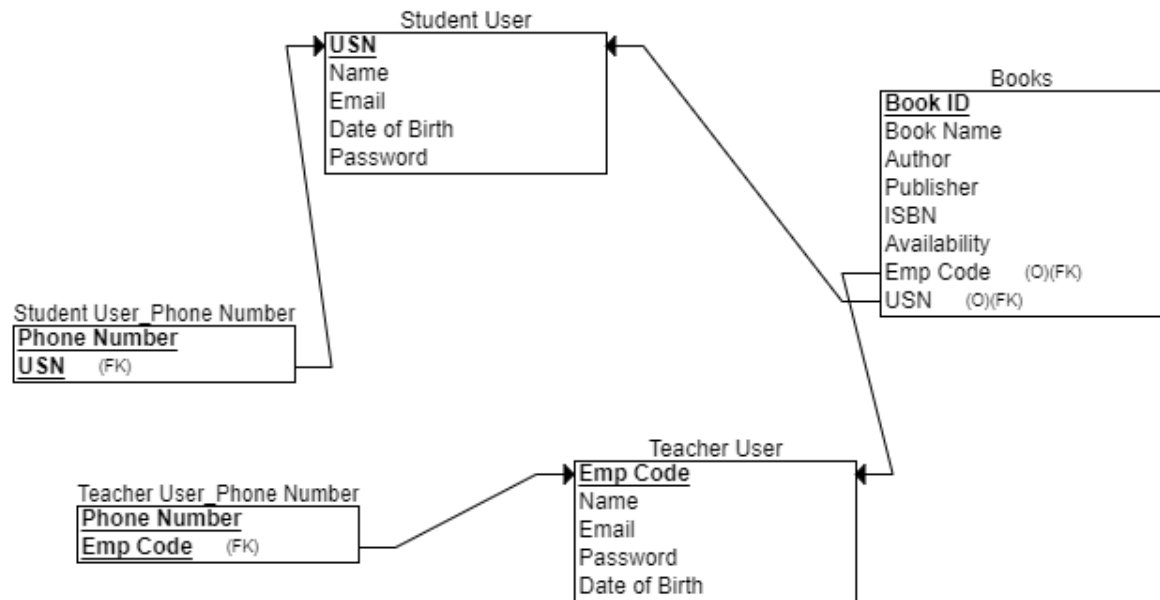 Student User
USN
Name
Email
Date of Birth
Password
Books
Book ID
Book Name
Author
Publisher
ISBN
Availability
Emp Code (O)(FK)
USN (O)(FK)
Student User_Phone Number
Phone Number
USN (FK)
Teacher User_Phone Number
Phone Number
Emp Code (FK)
Teacher User
Emp Code
Name
Email
Password
Date of Birth